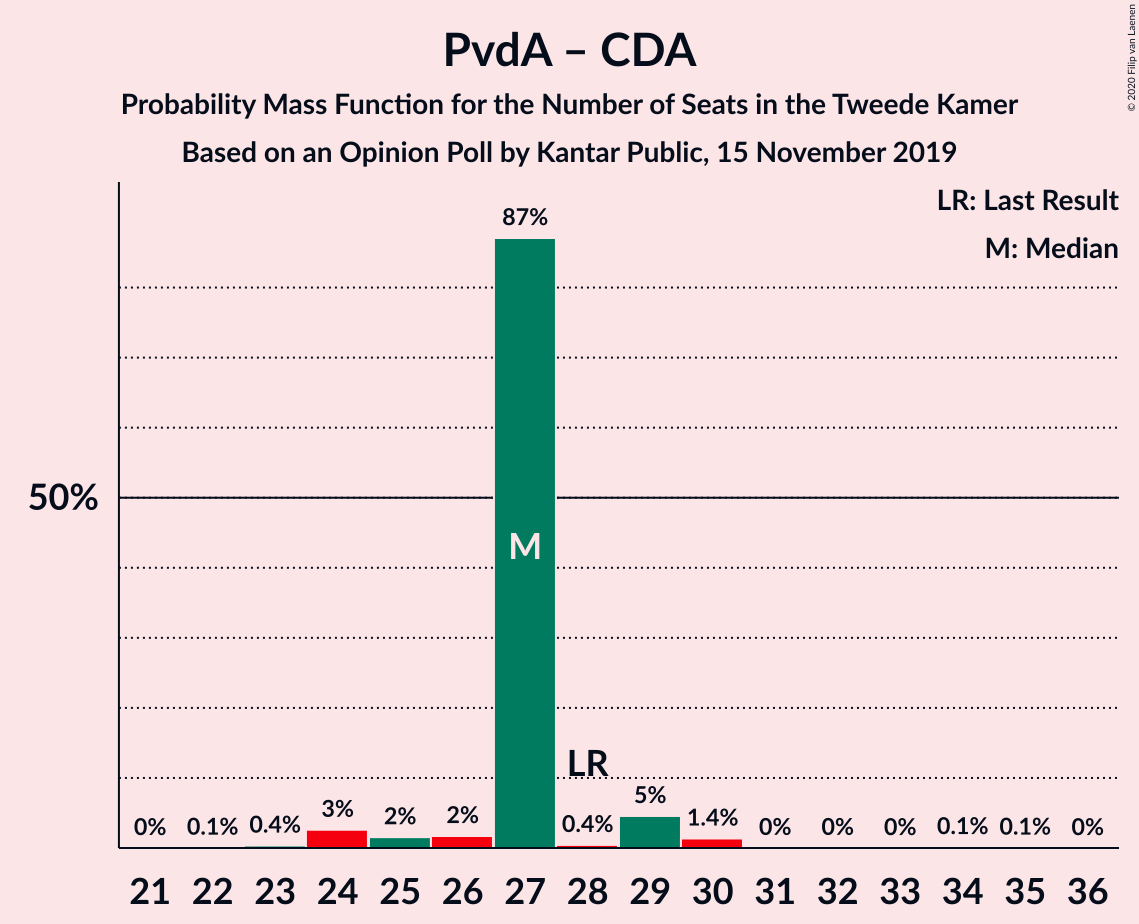 PvdA – CDA
Probability Mass Function for the Number of Seats in the Tweede Kamer
Based on an Opinion Poll by Kantar Public, 15 November 2019
© 2020 Filip van Laenen
LR: Last Result
M: Median
87%
50%
M
LR
0% 0.1% 0.4% 3% 2% 2% 0.4% 5% 1.4% 0% 0% 0% 0.1% 0.1% 0%
21 22 23 24 25 26 27 28 29 30 31 32 33 34 35 36